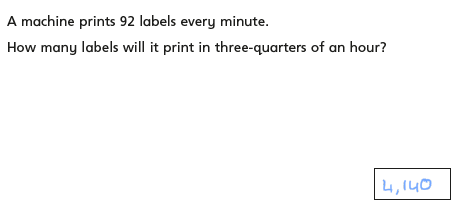 A machine prints 92 labels every minute.
How many labels will it print in three-quarters of an hour?
4,140